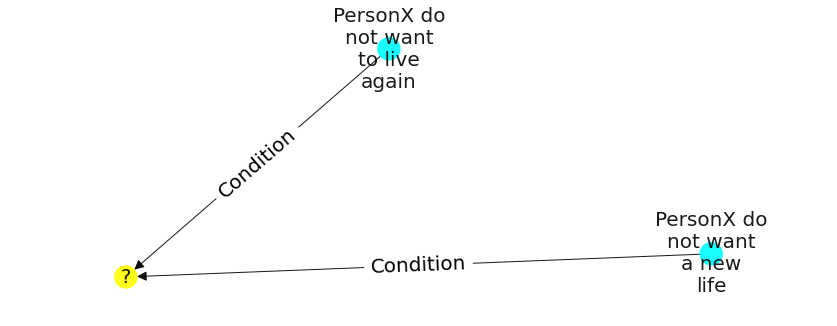 PersonX do
not want
to live
again
Condition
PersonX do
not want
a new
life
Condition
?